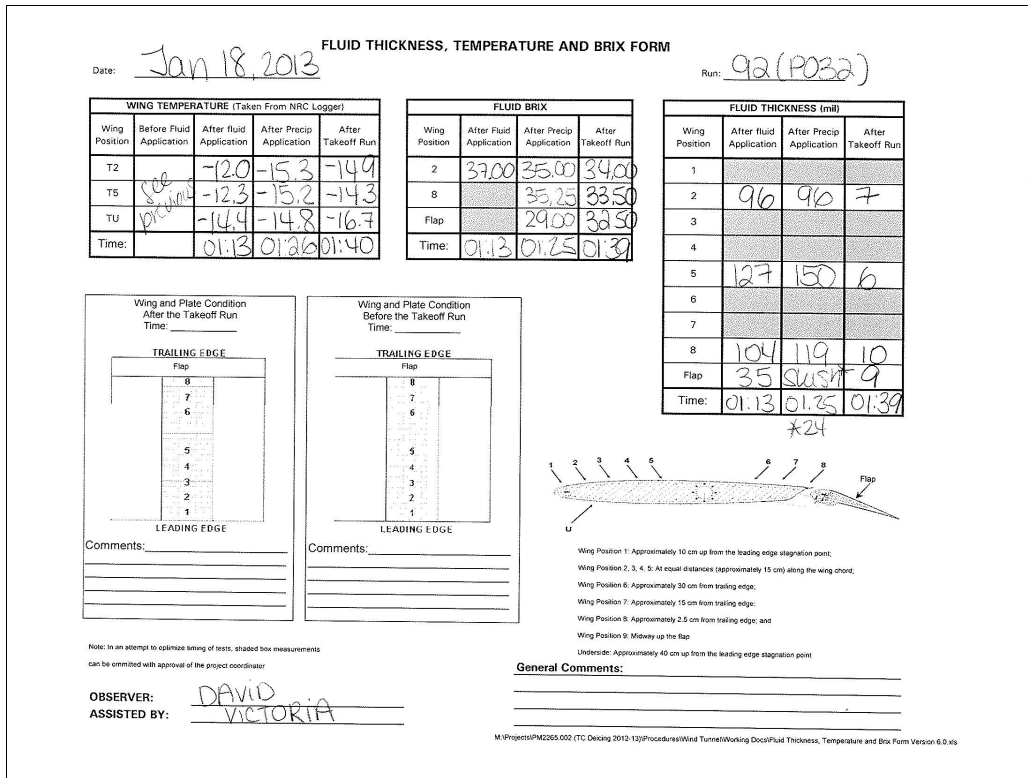 FLUID THICKNESS, TEMPERATURE AND BRIX FORM
Date: Jan 18, 2013
Run: 92 (P032)
WING TEMPERATURE (Taken From NRC Logger)
Wing Position | Before Fluid Application | After fluid Application | After Precip Application | After Takeoff Run
T2 | see previous | -12.0 | -15.3 | -14.9
T5 | -12.3 | -15.2 | -14.3
TU | -14.4 | -14.8 | -16.7
Time: | 01:13 | 01:26 | 01:40
FLUID BRIX
Wing Position | After Fluid Application | After Precip Application | After Takeoff Run
2 | 37.00 | 35.00 | 34.00
8 | 35.25 | 33.50
Flap | 29.00 | 32.50
Time: | 01:13 | 01:25 | 01:39
FLUID THICKNESS (mil)
Wing Position | After fluid Application | After Precip Application | After Takeoff Run
1
2 | 96 | 96 | 7
3
4
5 | 127 | 150 | 6
6
7
8 | 104 | 119 | 10
Flap | 35 | slush* | 9
Time: | 01:13 | 01:25 | 01:39
*24
Wing and Plate Condition
After the Takeoff Run
Time:
TRAILING EDGE
Flap
8
7
6
5
4
3
2
1
LEADING EDGE
Comments:
Wing and Plate Condition
Before the Takeoff Run
Time:
TRAILING EDGE
Flap
8
7
6
5
4
3
2
1
LEADING EDGE
Comments:
1 2 3 4 5 6 7 8
Flap
U
Wing Position 1: Approximately 10 cm up from the leading edge stagnation point;
Wing Position 2, 3, 4, 5: At equal distances (approximately 15 cm) along the wing chord;
Wing Position 6: Approximately 30 cm from trailing edge;
Wing Position 7: Approximately 15 cm from trailing edge;
Wing Position 8: Approximately 2.5 cm from trailing edge; and
Wing Position 9: Midway up the flap
Underside: Approximately 40 cm up from the leading edge stagnation point
Note: In an attempt to optimize timing of tests, shaded box measurements
can be ommitted with approval of the project coordinator
General Comments:
OBSERVER: DAVID
ASSISTED BY: VICTORIA
M:\Projects\PM2265.002 (TC Deicing 2012-13)\Procedures\Wind Tunnel\Working Docs\Fluid Thickness, Temperature and Brix Form Version 6.0.xls